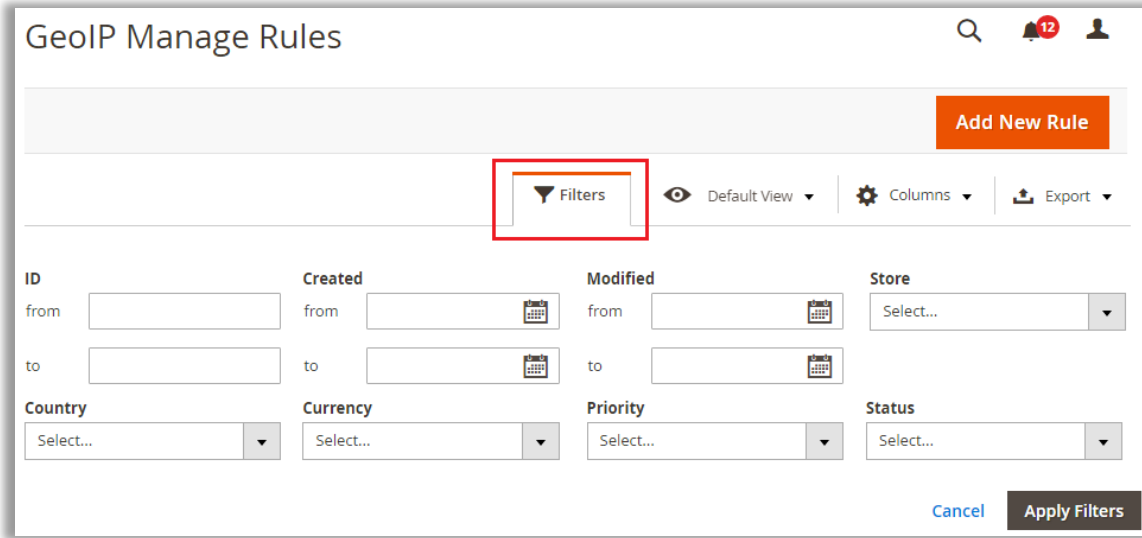 GeoIP Manage Rules
12
Add New Rule
Filters Default View Columns Export
ID Created Modified Store
from from from Select...
to to to
Country Currency Priority Status
Select... Select... Select... Select...
Cancel Apply Filters